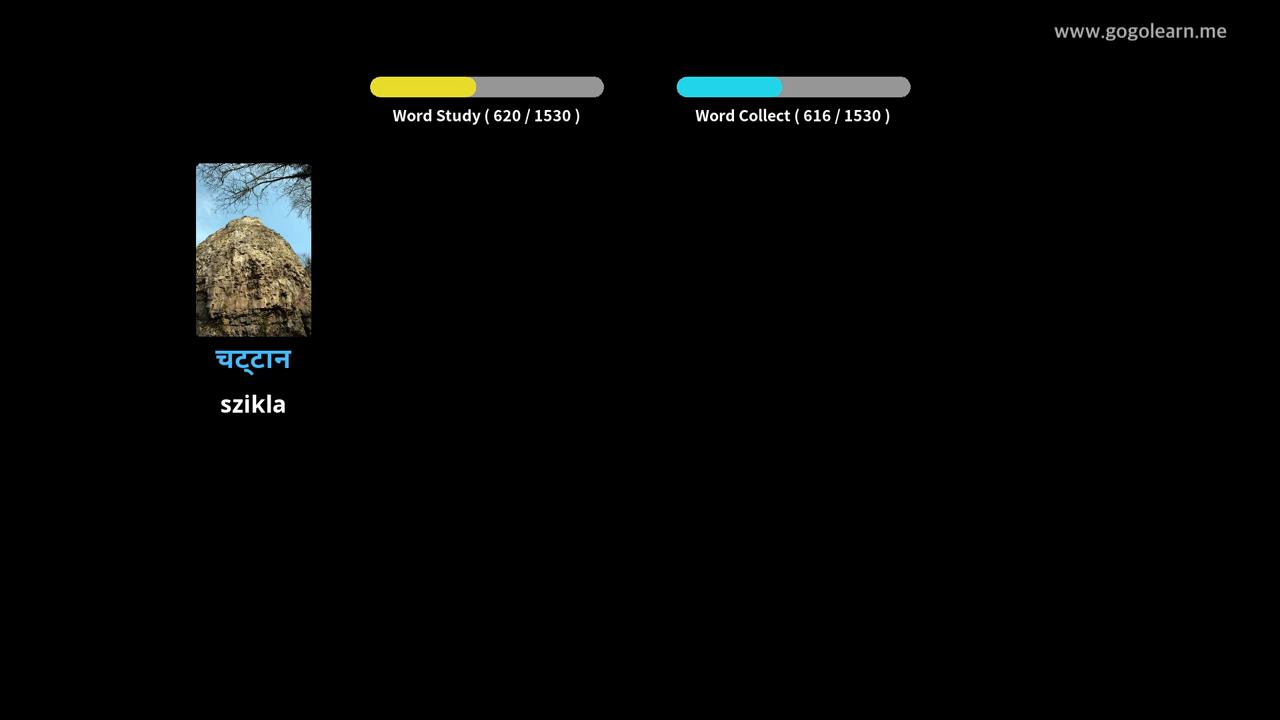 www.gogolearn.me
Word Study ( 620 / 1530 )
Word Collect ( 616 / 1530 )
चट्टान
szikla